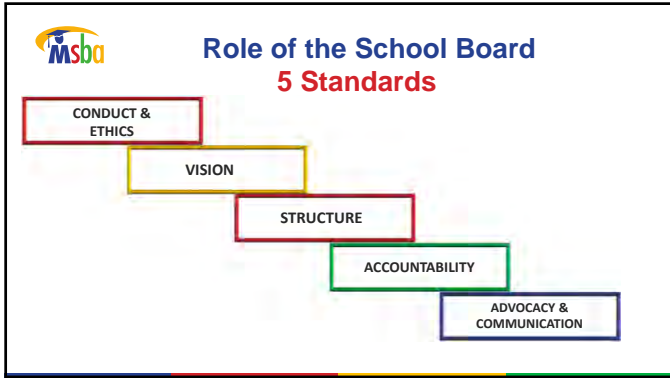 Msba
Role of the School Board
5 Standards
CONDUCT &
ETHICS
VISION
STRUCTURE
ACCOUNTABILITY
ADVOCACY &
COMMUNICATION